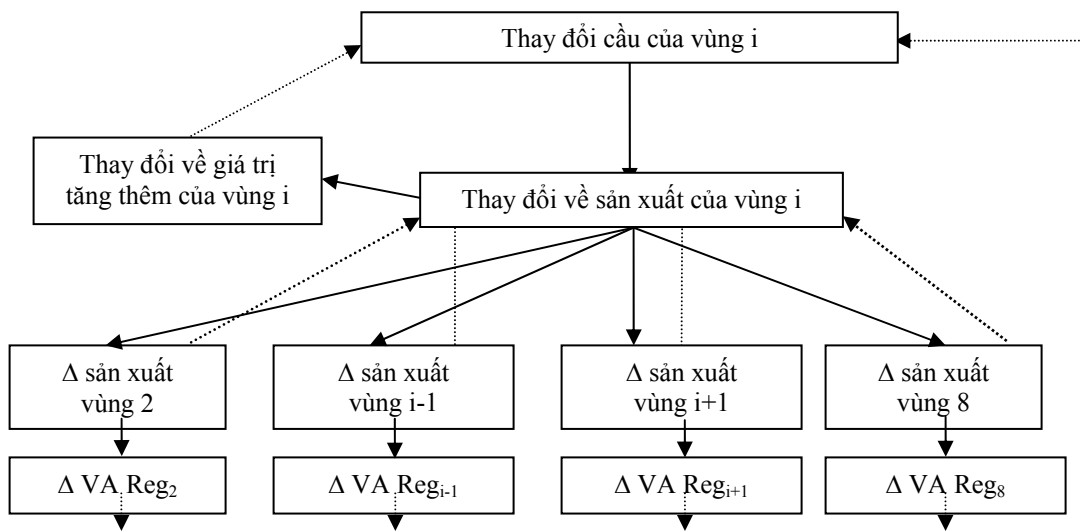 Thay đổi cầu của vùng i
Thay đổi về giá trị
tăng thêm của vùng i
Thay đổi về sản xuất của vùng i
Δ sản xuất
vùng 2
Δ sản xuất
vùng i-1
Δ sản xuất
vùng i+1
Δ sản xuất
vùng 8
Δ VA Reg₂
Δ VA Regᵢ₋₁
Δ VA Regᵢ₊₁
Δ VA Reg₈